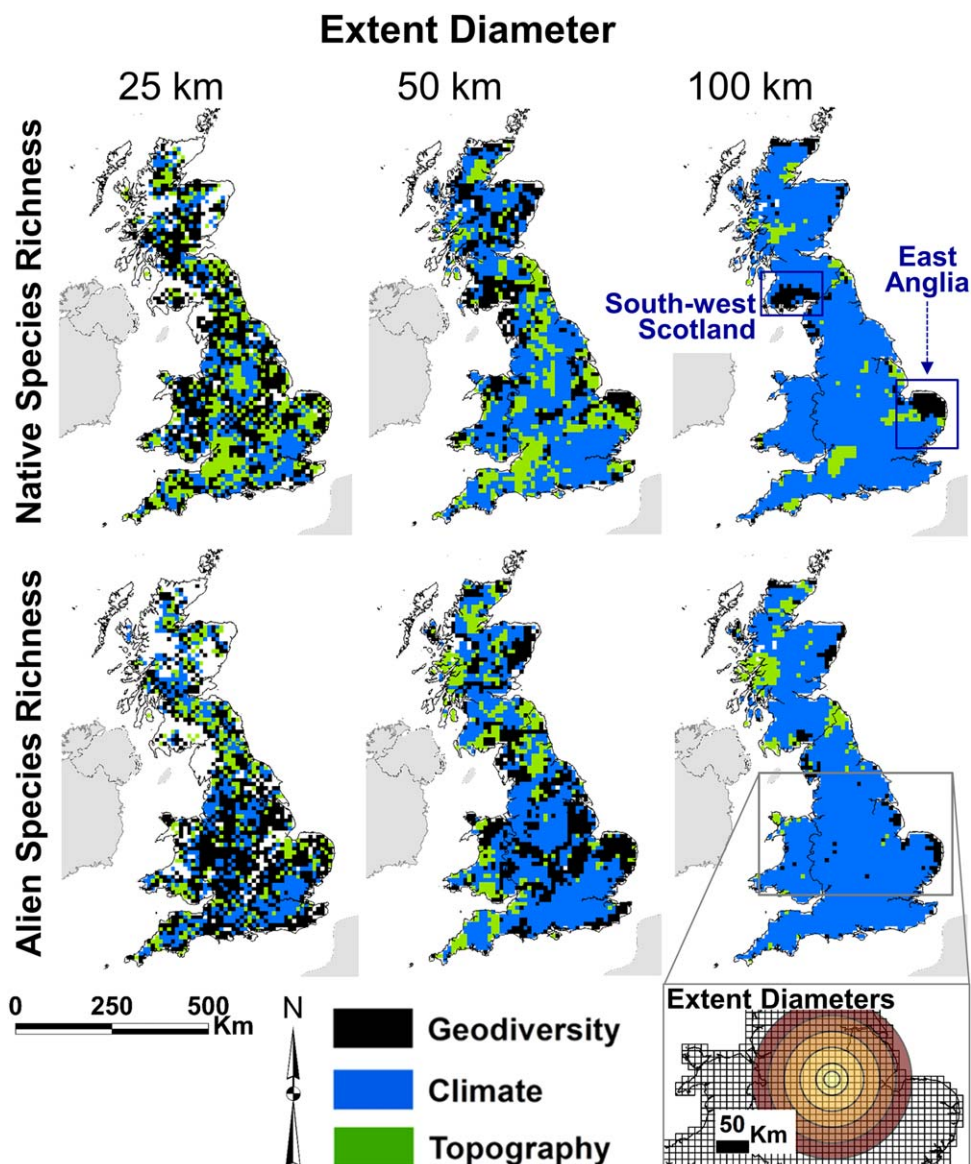 Extent Diameter
25 km
50 km
100 km
Native Species Richness
South-west
Scotland
East
Anglia
Alien Species Richness
0 250 500
Km
N
Geodiversity
Climate
Topography
Extent Diameters
50
Km